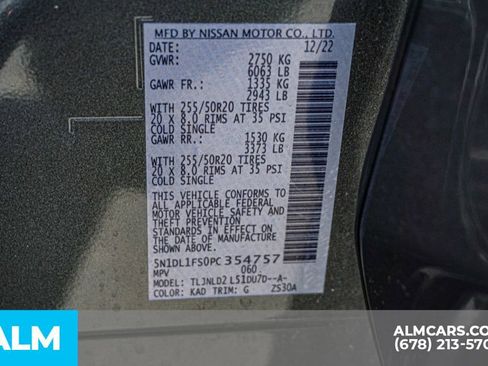 MFD BY NISSAN MOTOR CO., LTD.
DATE: 12/22
GVWR: 2750 KG
6063 LB
GAWR FR.: 1335 KG
2943 LB
WITH 255/50R20 TIRES
20 x 8.0 RIMS AT 35 PSI
COLD SINGLE
GAWR RR.: 1530 KG
3373 LB
WITH 255/50R20 TIRES
20 x 8.0 RIMS AT 35 PSI
COLD SINGLE
THIS VEHICLE CONFORMS TO
ALL APPLICABLE FEDERAL
MOTOR VEHICLE SAFETY AND
THEFT PREVENTION
STANDARDS IN EFFECT ON
THE DATE OF MANUFACTURE
SHOWN ABOVE.
5N1DL1FS0PC354757
MPV 060
TYPE: TLJNLD2 L51DU7D--A-
COLOR: KAD TRIM: G ZS30A
ALM
ALMCARS.COM
(678) 213-570